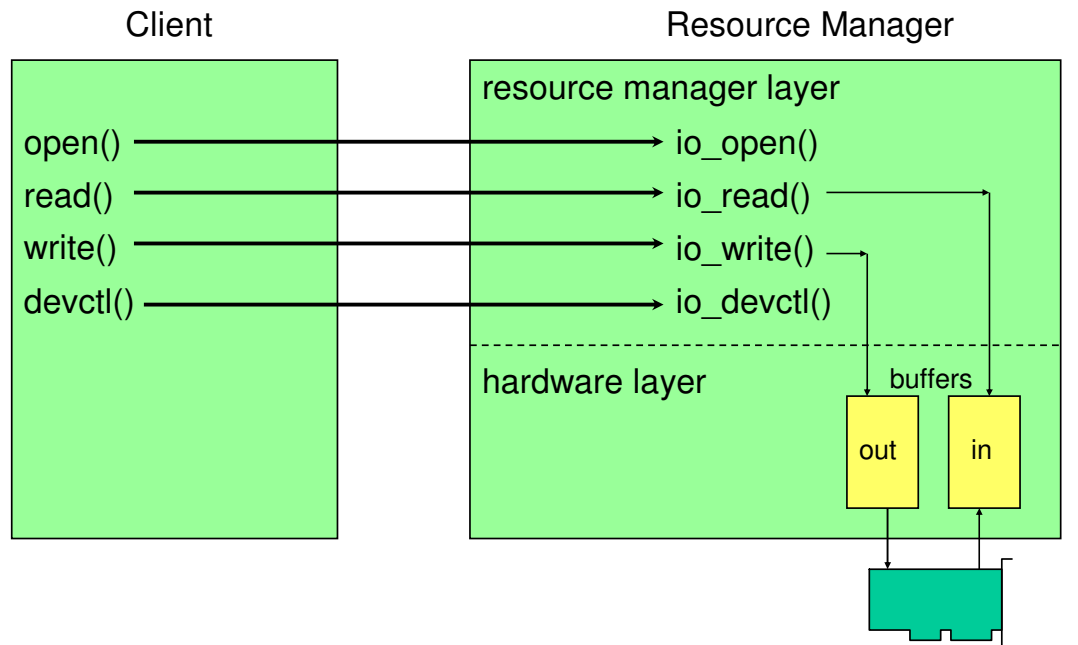 Client
Resource Manager
resource manager layer
open()
io_open()
read()
io_read()
write()
io_write()
devctl()
io_devctl()
hardware layer
buffers
out
in